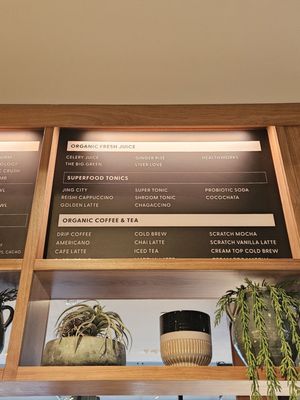 ORGANIC FRESH JUICE
CELERY JUICE GINGER RISE HEALTHWORKS
THE BIG GREEN LIVER LOVE
SUPERFOOD TONICS
JING CITY SUPER TONIC PROBIOTIC SODA
REISHI CAPPUCCINO SHROOM TONIC COCOCHATA
GOLDEN LATTE CHAGACCINO
ORGANIC COFFEE & TEA
DRIP COFFEE COLD BREW SCRATCH MOCHA
AMERICANO CHAI LATTE SCRATCH VANILLA LATTE
CAFE LATTE ICED TEA CREAM TOP COLD BREW